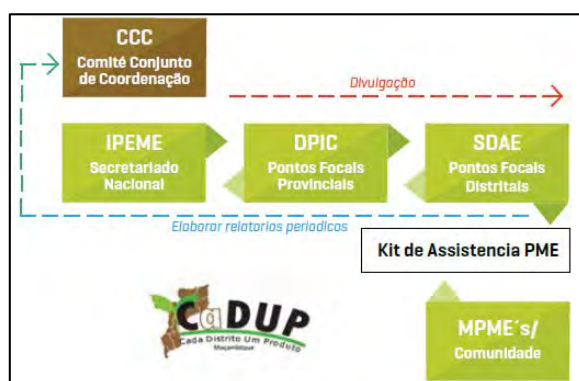 CCC
Comité Conjunto
de Coordenação
Divulgação
IPEME
Secretariado
Nacional
DPIC
Pontos Focais
Provinciais
SDAE
Pontos Focais
Distritais
Elaborar relatorios periodicos
Kit de Assistencia PME
CaDUP
Cada Distrito Um Produto
Moçambique
MPME´s/
Comunidade